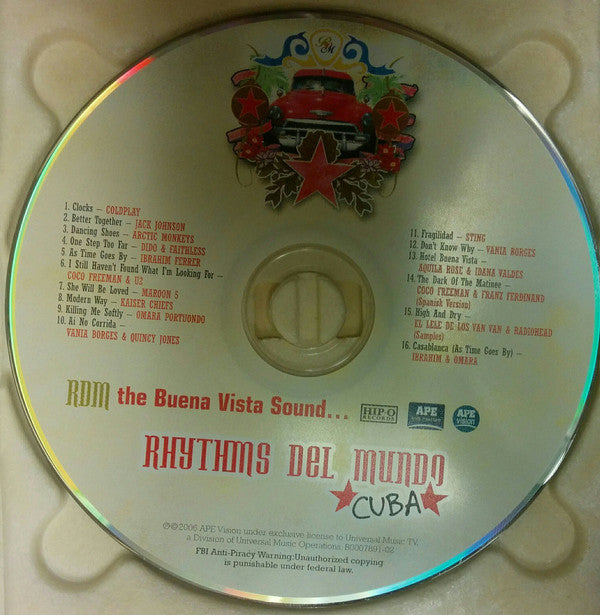 RM
1. Clocks – COLDPLAY
2. Better Together – JACK JOHNSON
3. Dancing Shoes – ARCTIC MONKEYS
4. One Step Too Far – DIDO & FAITHLESS
5. As Time Goes By – IBRAHIM FERRER
6. I Still Haven't Found What I'm Looking For –
COCO FREEMAN & U2
7. She Will Be Loved – MAROON 5
8. Modern Way – KAISER CHIEFS
9. Killing Me Softly – OMARA PORTUONDO
10. Ai No Corrida –
VANIA BORGES & QUINCY JONES
11. Fragilidad – STING
12. Don't Know Why – VANIA BORGES
13. Hotel Buena Vista –
AQUILA ROSE & IDANA VALDES
14. The Dark Of The Matinee –
COCO FREEMAN & FRANZ FERDINAND
(Spanish Version)
15. High And Dry –
EL LELE DE LOS VAN VAN & RADIOHEAD
(Samples)
16. Casablanca (As Time Goes By) –
IBRAHIM & OMARA
RDM the Buena Vista Sound...
HIP-O
RECORDS
APE
APE
vision
RHYTHMS DEL MUNDO
CUBA
℗©2006 APE Vision under exclusive license to Universal Music TV,
a Division of Universal Music Operations. B0007891-02
FBI Anti-Piracy Warning:Unauthorized copying
is punishable under federal law.